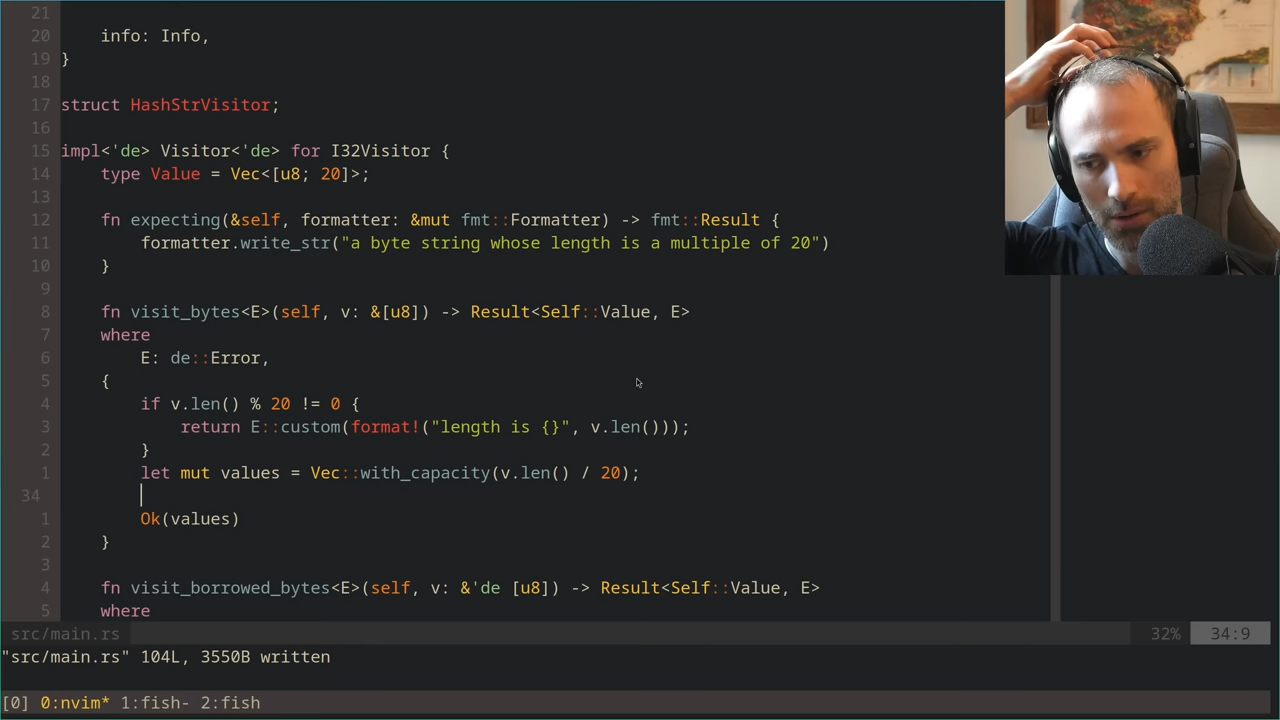 21
20     info: Info,
19 }
18
17 struct HashStrVisitor;
16
15 impl<'de> Visitor<'de> for I32Visitor {
14     type Value = Vec<[u8; 20]>;
13
12     fn expecting(&self, formatter: &mut fmt::Formatter) -> fmt::Result {
11         formatter.write_str("a byte string whose length is a multiple of 20")
10     }
9
8     fn visit_bytes<E>(self, v: &[u8]) -> Result<Self::Value, E>
7     where
6         E: de::Error,
5     {
4         if v.len() % 20 != 0 {
3             return E::custom(format!("length is {}", v.len()));
2         }
1         let mut values = Vec::with_capacity(v.len() / 20);
34
1         Ok(values)
2     }
3
4     fn visit_borrowed_bytes<E>(self, v: &'de [u8]) -> Result<Self::Value, E>
5     where
src/main.rs 32% 34:9
"src/main.rs" 104L, 3550B written
[0] 0:nvim* 1:fish- 2:fish